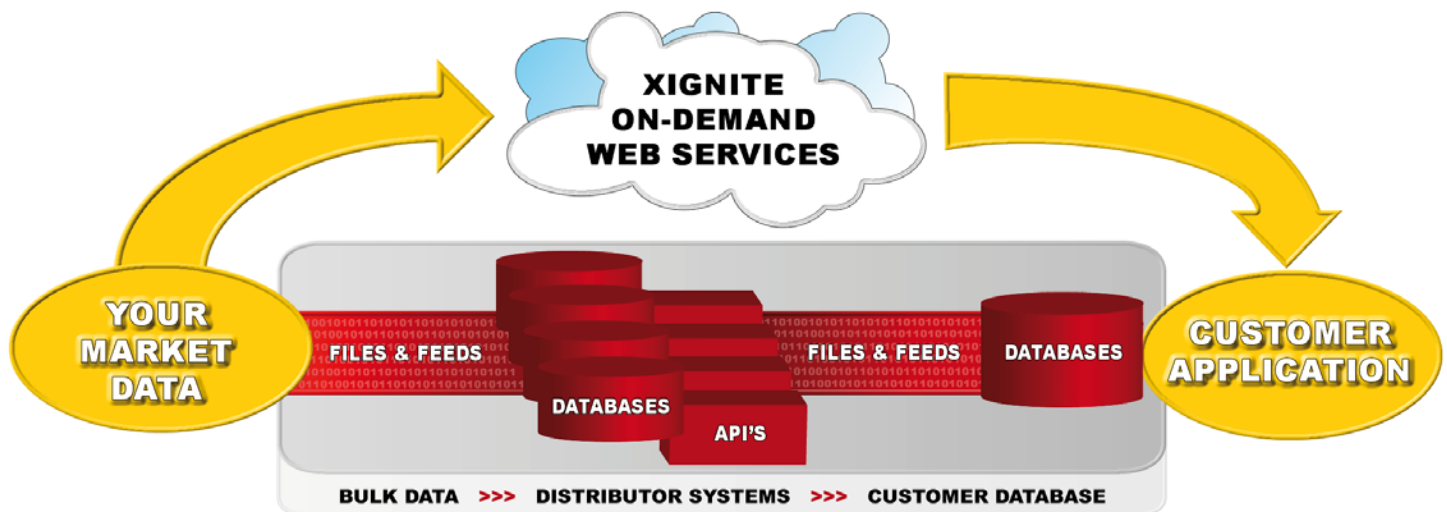 XIGNITE
ON-DEMAND
WEB SERVICES
YOUR
MARKET
DATA
FILES & FEEDS
DATABASES
API'S
FILES & FEEDS
DATABASES
CUSTOMER
APPLICATION
BULK DATA >>> DISTRIBUTOR SYSTEMS >>> CUSTOMER DATABASE